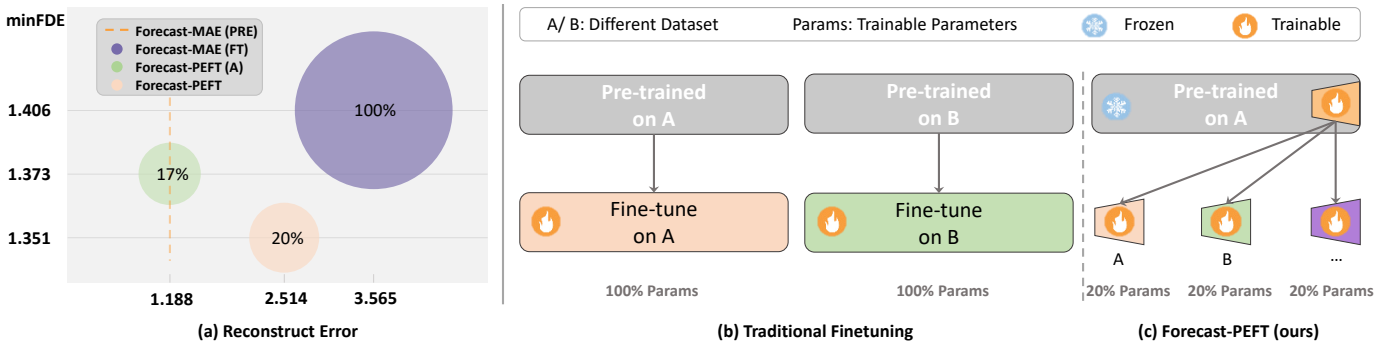 minFDE
Forecast-MAE (PRE)
Forecast-MAE (FT)
Forecast-PEFT (A)
Forecast-PEFT
1.406
1.373
1.351
100%
17%
20%
1.188
2.514
3.565
(a) Reconstruct Error
A/ B: Different Dataset
Params: Trainable Parameters
Frozen
Trainable
Pre-trained
on A
Pre-trained
on B
Fine-tune
on A
Fine-tune
on B
100% Params
100% Params
(b) Traditional Finetuning
Pre-trained
on A
A
B
...
20% Params
20% Params
20% Params
(c) Forecast-PEFT (ours)